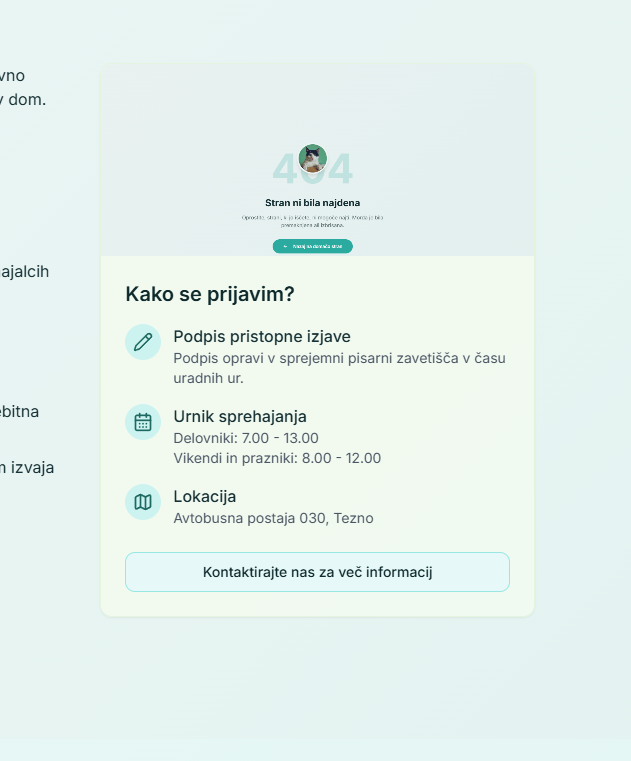 vno
v dom.
ajalcih
ebitna
m izvaja
404
Stran ni bila najdena
Oprostite, strani, ki jo iščete, ni mogoče najti. Morda je bila
premaknjena ali izbrisana.
Nazaj na domačo stran
Kako se prijavim?
Podpis pristopne izjave
Podpis opravi v sprejemni pisarni zavetišča v času
uradnih ur.
Urnik sprehajanja
Delovniki: 7.00 - 13.00
Vikendi in prazniki: 8.00 - 12.00
Lokacija
Avtobusna postaja 030, Tezno
Kontaktirajte nas za več informacij